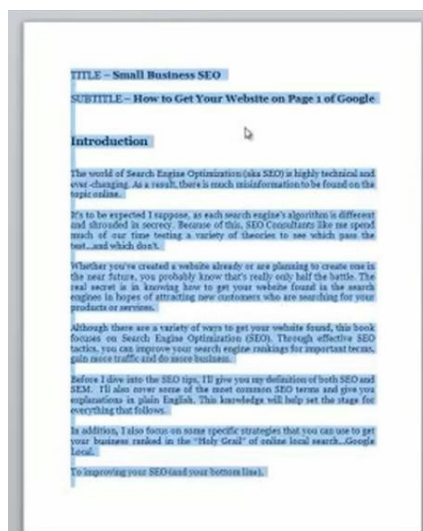 TITLE – Small Business SEO
SUBTITLE – How to Get Your Website on Page 1 of Google
Introduction
The world of Search Engine Optimization (aka SEO) is highly technical and
ever-changing. As a result, there is much misinformation to be found on the
topic online.
It's to be expected I suppose, as each search engine's algorithm is different
and shrouded in secrecy. Because of this, SEO Consultants like me spend
much of our time testing a variety of theories to see which pass the
test...and which don't.
Whether you've created a website already or are planning to create one in
the near future, you probably know that's really only half the battle. The
real secret is in knowing how to get your website found in the search
engines in hopes of attracting new customers who are searching for your
products or services.
Although there are a variety of ways to get your website found, this book
focuses on Search Engine Optimization (SEO). Through effective SEO
tactics, you can improve your search engine rankings for important terms,
gain more traffic and do more business.
Before I dive into the SEO tips, I'll give you my definition of both SEO and
SEM. I'll also cover some of the most common SEO terms and give you
explanations in plain English. This knowledge will help set the stage for
everything that follows.
In addition, I also focus on some specific strategies that you can use to get
your business ranked in the "Holy Grail" of online local search...Google
Local.
To improving your SEO (and your bottom line),